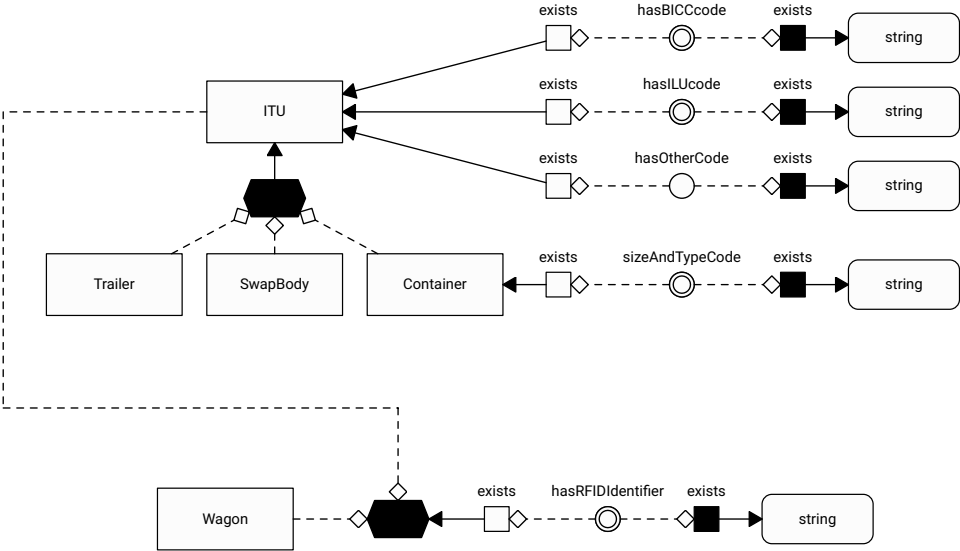 exists hasBICCcode exists
string
exists hasILUcode exists
ITU string
exists hasOtherCode exists
string
exists sizeAndTypeCode exists
Trailer SwapBody Container string
exists hasRFIDIdentifier exists
Wagon string